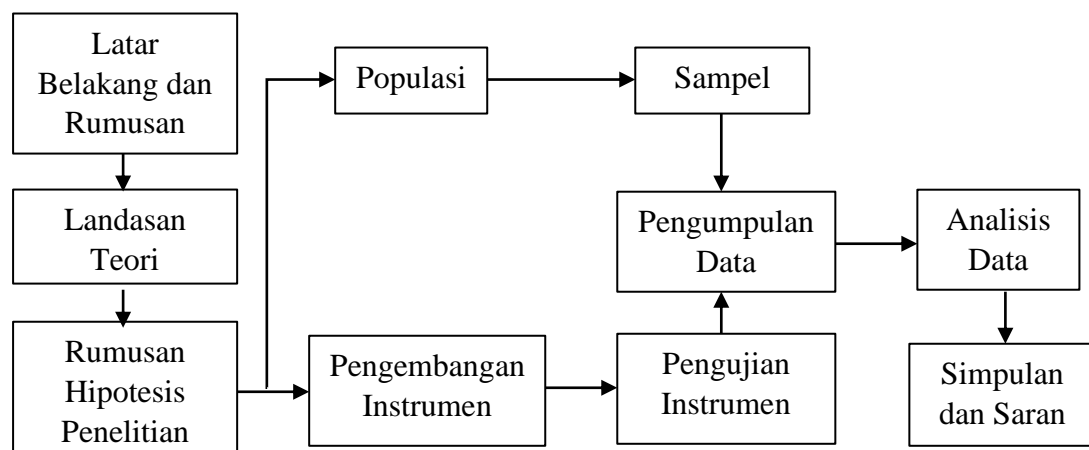 Latar
Belakang dan
Rumusan
Populasi
Sampel
Landasan
Teori
Pengumpulan
Data
Analisis
Data
Rumusan
Hipotesis
Penelitian
Pengembangan
Instrumen
Pengujian
Instrumen
Simpulan
dan Saran